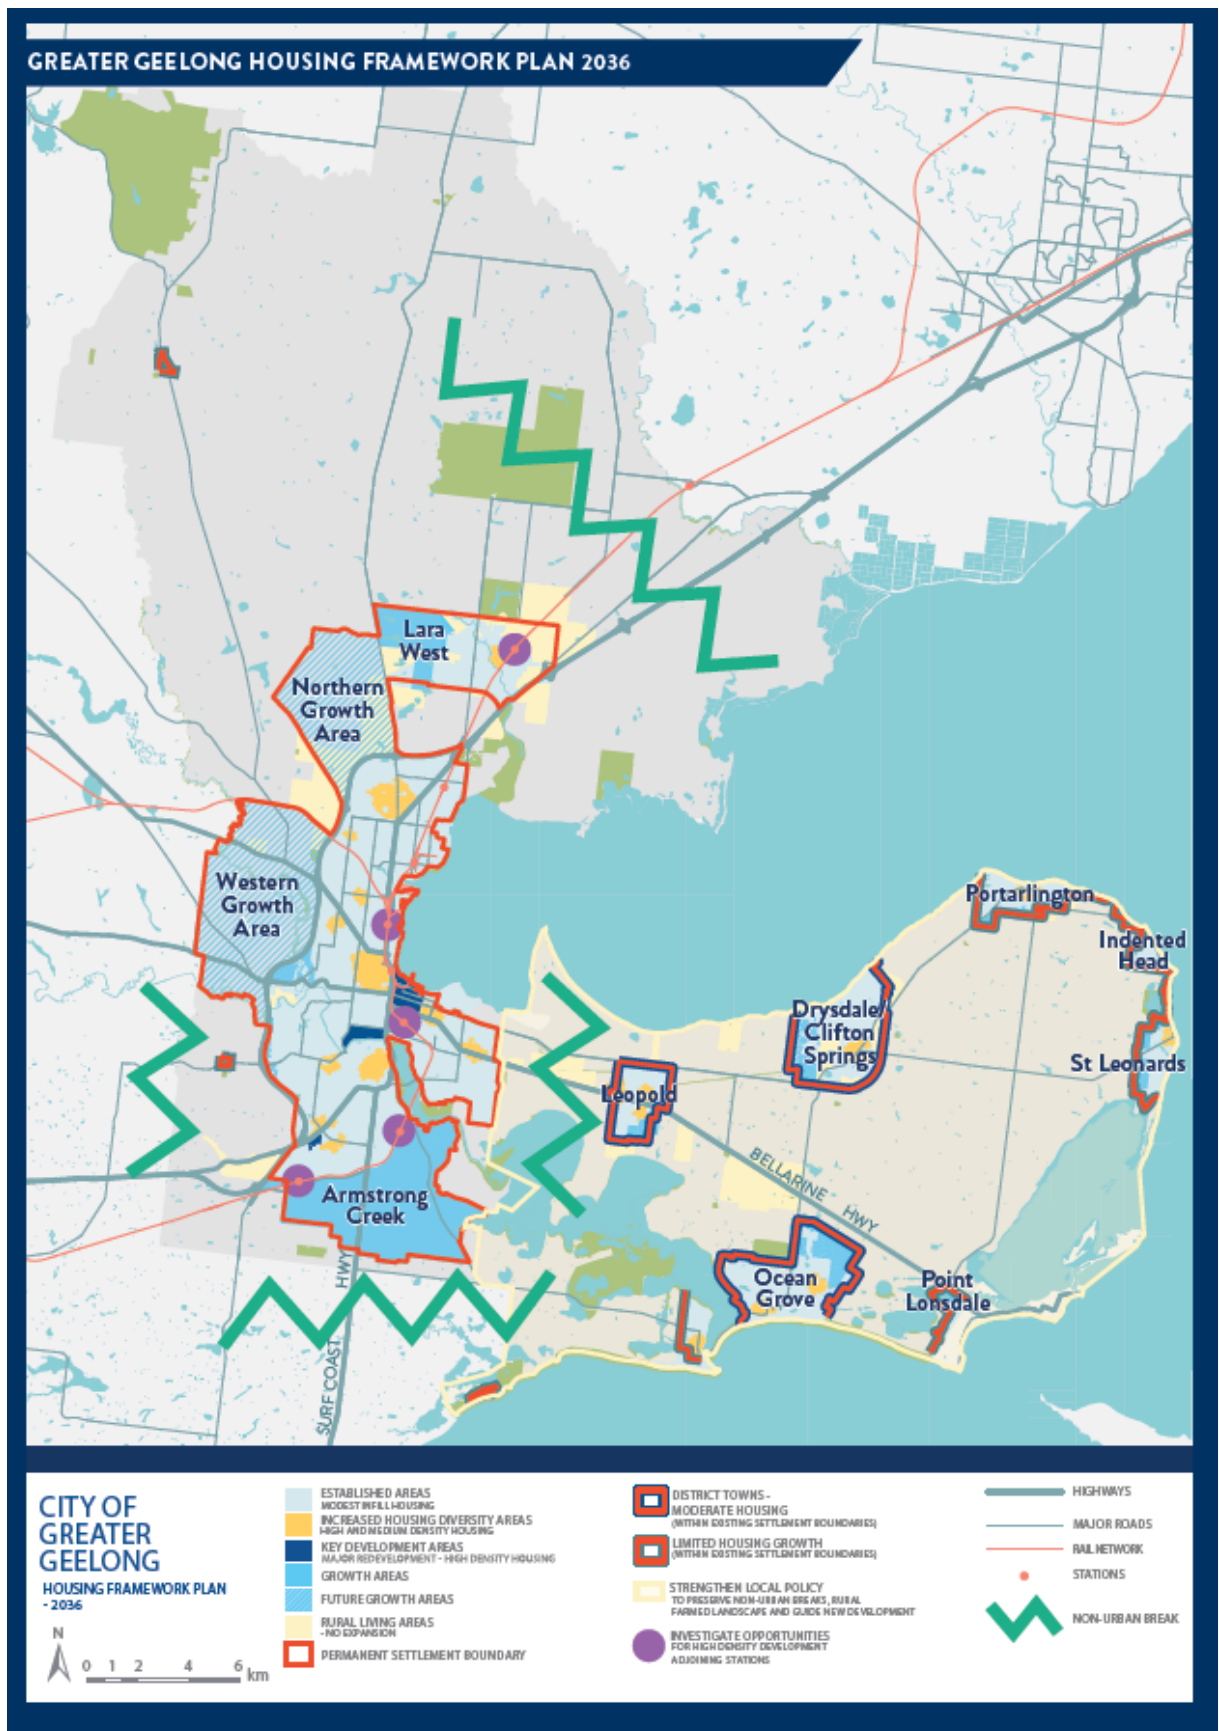 GREATER GEELONG HOUSING FRAMEWORK PLAN 2036
Lara
West
Northern
Growth
Area
Western
Growth
Area
Portarlington
Indented
Head
Drysdale/
Clifton
Springs
St Leonards
Leopold
BELLARINE HWY
Armstrong
Creek
Ocean
Grove
Point
Lonsdale
SURF COAST HWY
CITY OF
GREATER
GEELONG
HOUSING FRAMEWORK PLAN
- 2036
N
0 1 2 4 6 km
ESTABLISHED AREAS
MODEST INFILL HOUSING
INCREASED HOUSING DIVERSITY AREAS
HIGH AND MEDIUM DENSITY HOUSING
KEY DEVELOPMENT AREAS
MAJOR REDEVELOPMENT - HIGH DENSITY HOUSING
GROWTH AREAS
FUTURE GROWTH AREAS
RURAL LIVING AREAS
- NO EXPANSION
PERMANENT SETTLEMENT BOUNDARY
DISTRICT TOWNS -
MODERATE HOUSING
(WITHIN EXISTING SETTLEMENT BOUNDARIES)
LIMITED HOUSING GROWTH
(WITHIN EXISTING SETTLEMENT BOUNDARIES)
STRENGTHEN LOCAL POLICY
TO PRESERVE NON-URBAN BREAKS, RURAL
FARMED LANDSCAPE AND GUIDE NEW DEVELOPMENT
INVESTIGATE OPPORTUNITIES
FOR HIGH DENSITY DEVELOPMENT
ADJOINING STATIONS
HIGHWAYS
MAJOR ROADS
RAIL NETWORK
STATIONS
NON-URBAN BREAK